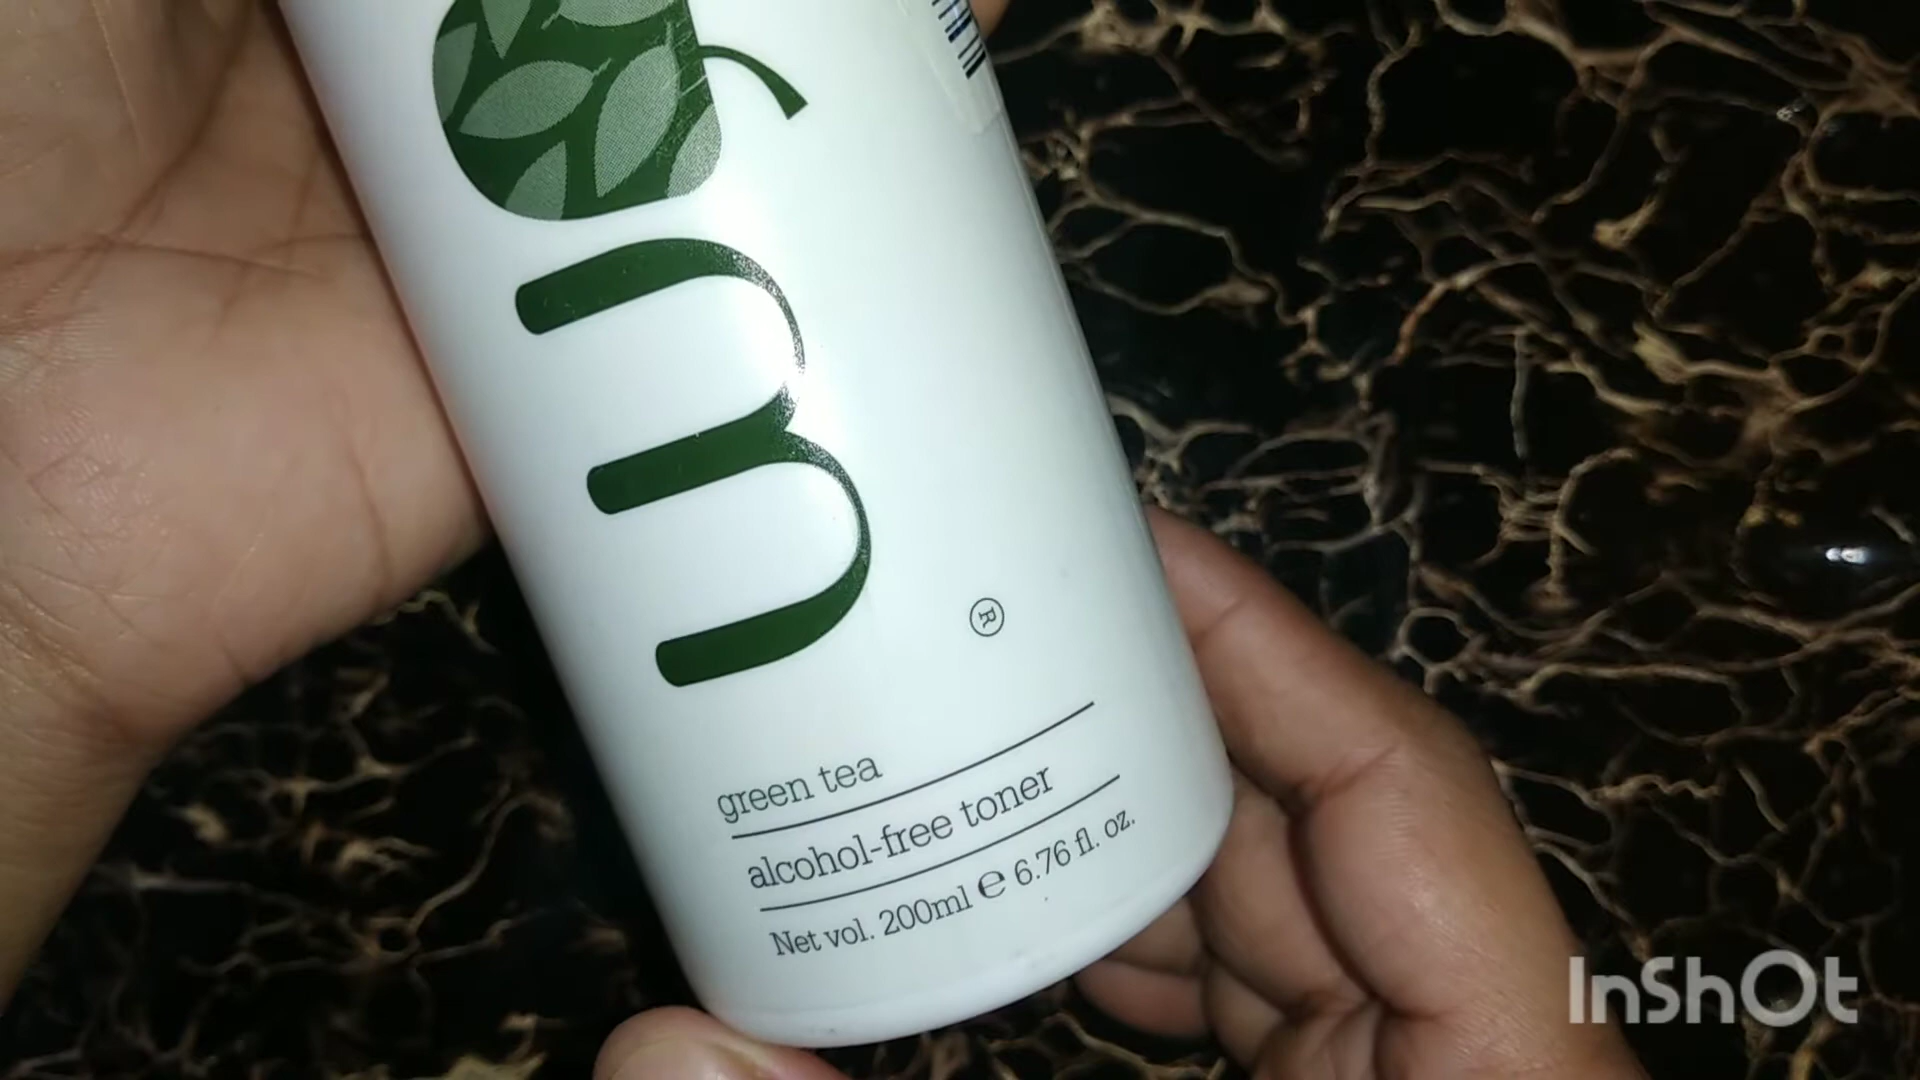 m
®
green tea
alcohol-free toner
Net vol. 200ml ℮ 6.76 fl. oz.
InShOt